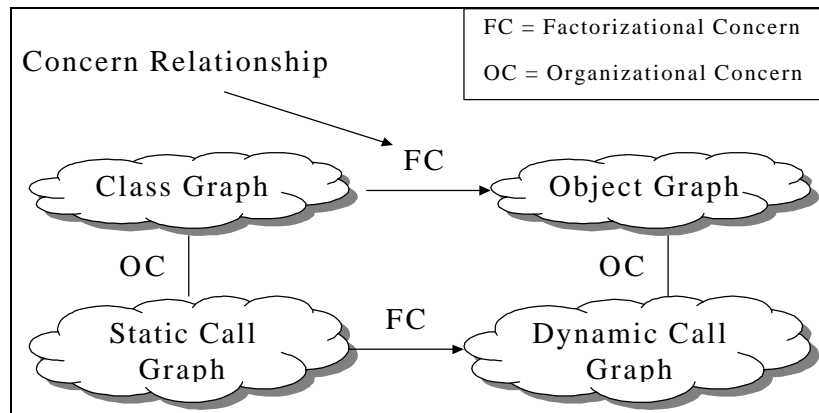 FC = Factorizational Concern
OC = Organizational Concern
Concern Relationship
FC
Class Graph
Object Graph
OC
OC
Static Call
Graph
FC
Dynamic Call
Graph